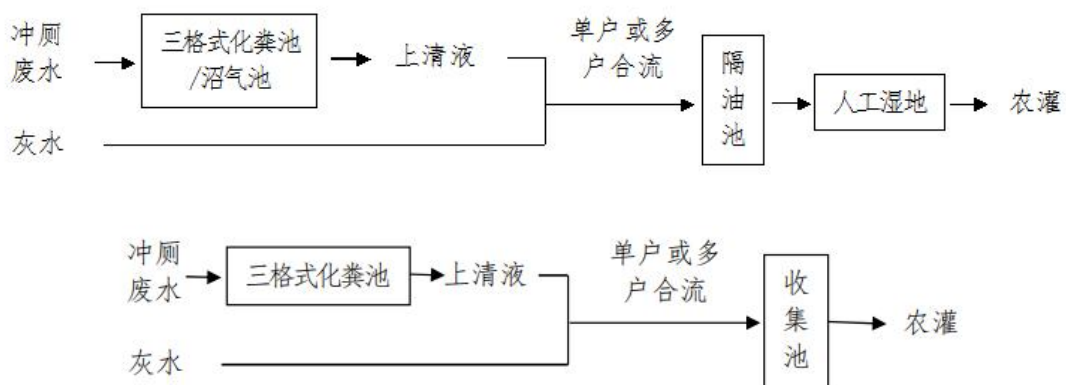 冲厕
废水
三格式化粪池
/沼气池
上清液
单户或多
户合流
隔
油
池
人工湿地
农灌
灰水
冲厕
废水
三格式化粪池
上清液
单户或多
户合流
收
集
池
农灌
灰水